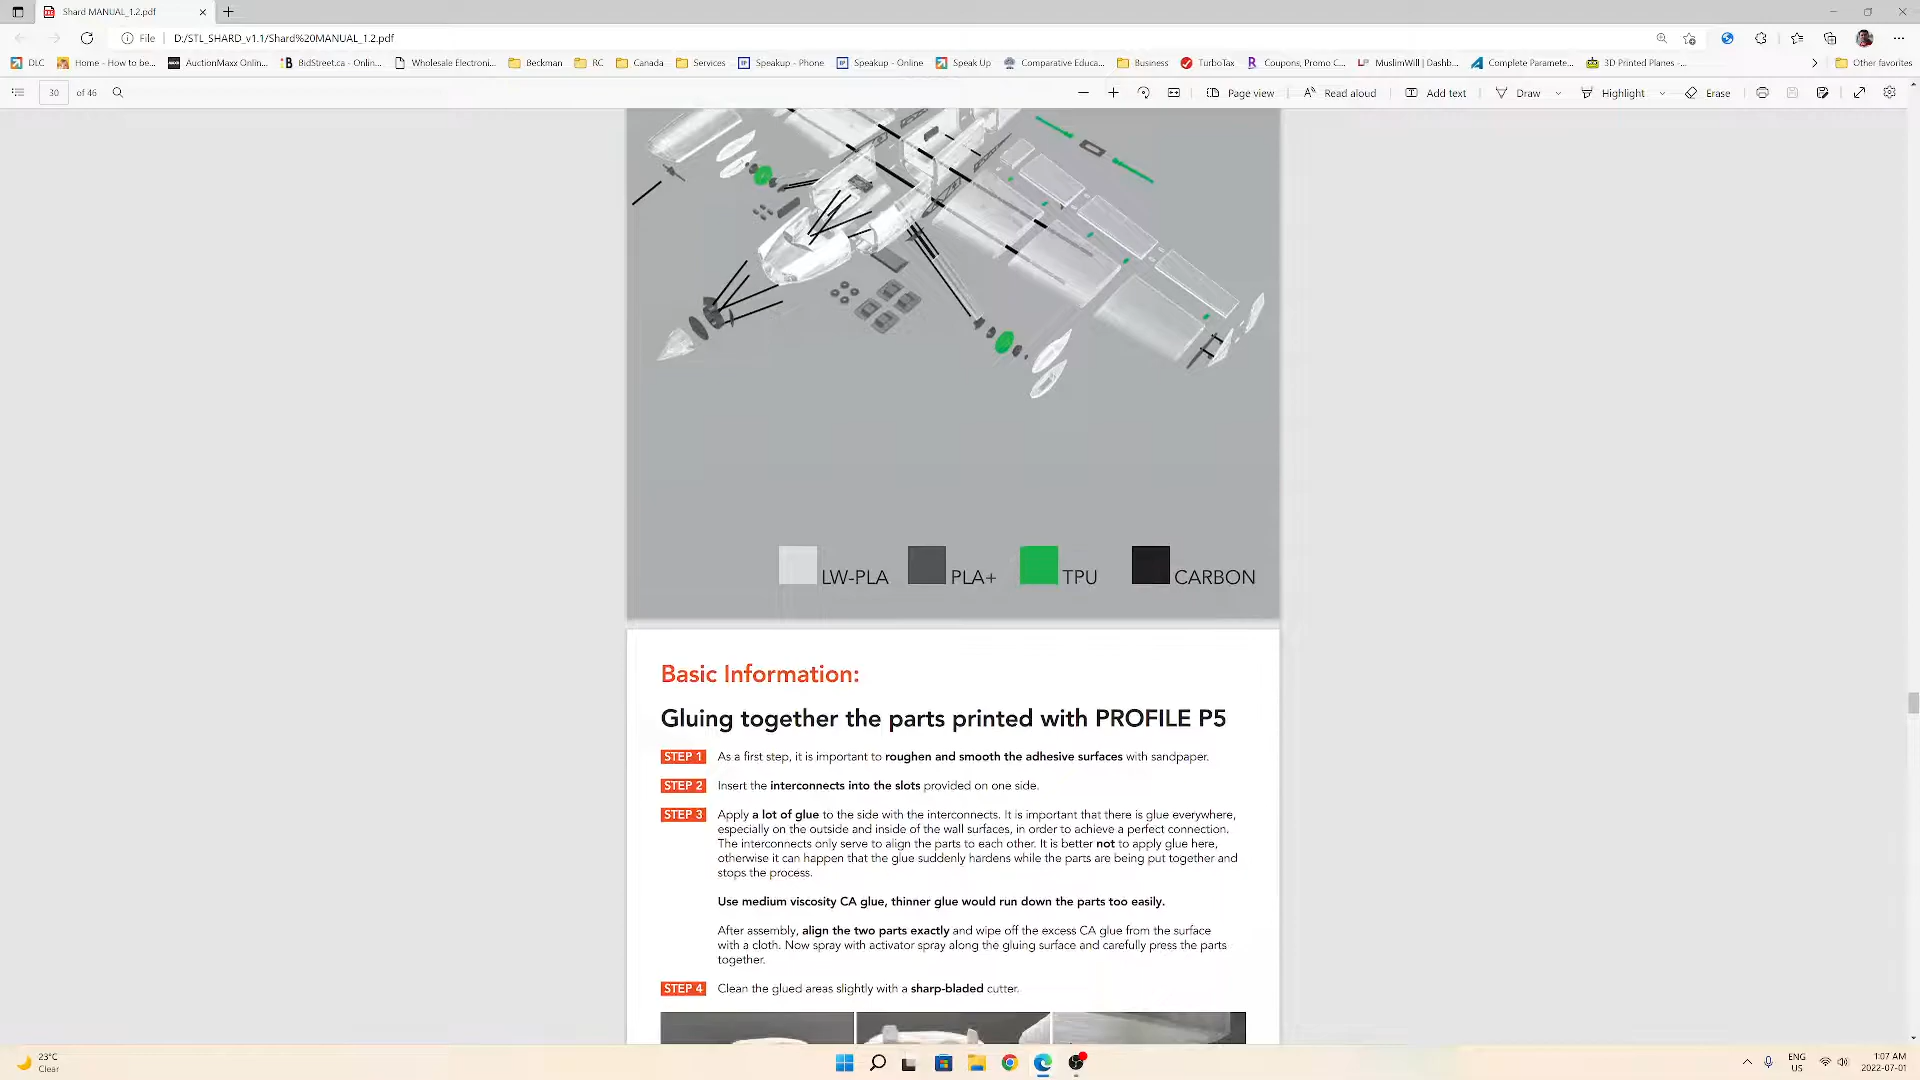 Shard MANUAL_1.2.pdf
File
D:/STL_SHARD_v1.1/Shard%20MANUAL_1.2.pdf
DLC
Home - How to be...
AuctionMaxx Onlin...
BidStreet.ca - Onlin...
Wholesale Electroni...
Beckman
RC
Canada
Services
Speakup - Phone
Speakup - Online
Speak Up
Comparative Educa...
Business
TurboTax
Coupons, Promo C...
MuslimWill | Dashb...
Complete Paramete...
3D Printed Planes -...
Other favorites
30 of 46
Page view
Read aloud
Add text
Draw
Highlight
Erase
LW-PLA
PLA+
TPU
CARBON
Basic Information:
Gluing together the parts printed with PROFILE P5
STEP 1 As a first step, it is important to roughen and smooth the adhesive surfaces with sandpaper.
STEP 2 Insert the interconnects into the slots provided on one side.
STEP 3 Apply a lot of glue to the side with the interconnects. It is important that there is glue everywhere,
especially on the outside and inside of the wall surfaces, in order to achieve a perfect connection.
The interconnects only serve to align the parts to each other. It is better not to apply glue here,
otherwise it can happen that the glue suddenly hardens while the parts are being put together and
stops the process.
Use medium viscosity CA glue, thinner glue would run down the parts too easily.
After assembly, align the two parts exactly and wipe off the excess CA glue from the surface
with a cloth. Now spray with activator spray along the gluing surface and carefully press the parts
together.
STEP 4 Clean the glued areas slightly with a sharp-bladed cutter.
23°C
Clear
ENG
US
1:07 AM
2022-07-01